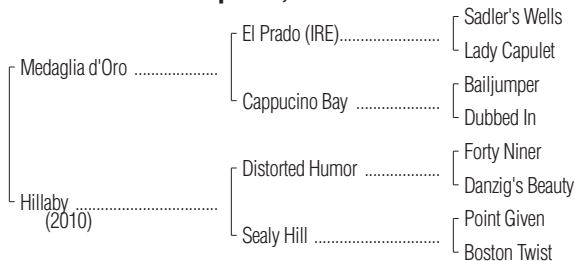 Sadler's Wells
El Prado (IRE)....................
Lady Capulet
Medaglia d'Oro .................
Bailjumper
Cappucino Bay ................
Dubbed In
Forty Niner
Distorted Humor ...............
Danzig's Beauty
Hillaby .............................
(2010)
Point Given
Sealy Hill .........................
Boston Twist